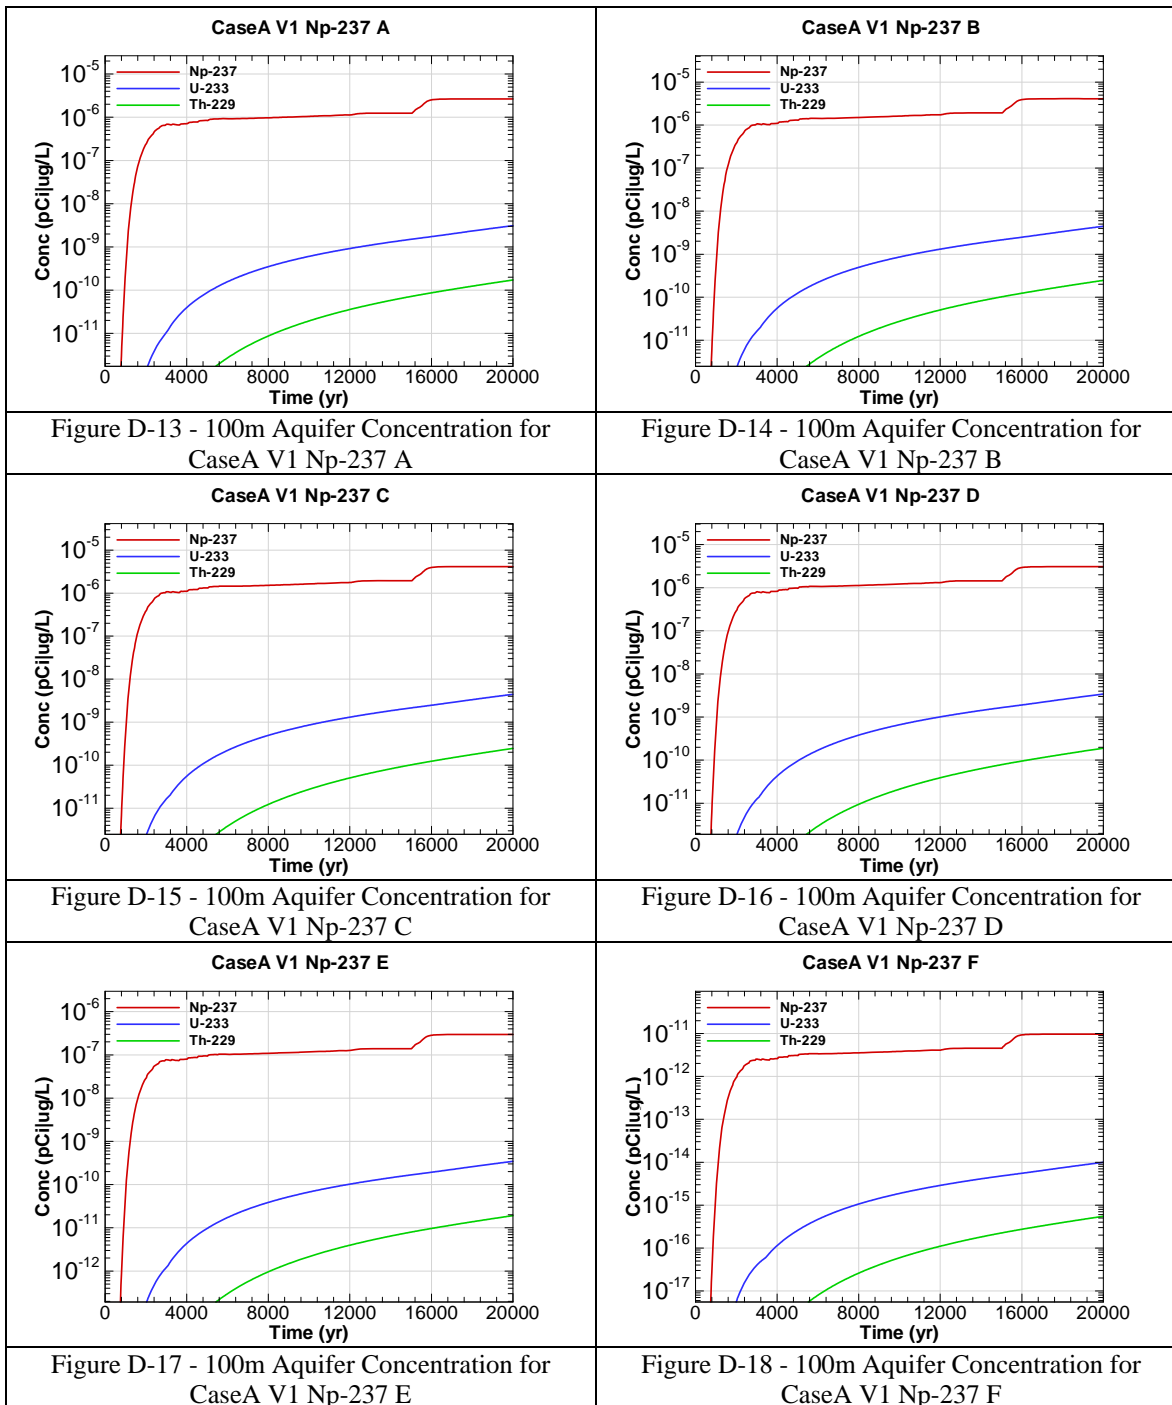 CaseA V1 Np-237 A
Np-237
U-233
Th-229
10-5
10-6
10-7
10-8
10-9
10-10
10-11
Conc (pCi|ug/L)
0 4000 8000 12000 16000 20000
Time (yr)
Figure D-13 - 100m Aquifer Concentration for
CaseA V1 Np-237 A
CaseA V1 Np-237 B
Np-237
U-233
Th-229
10-5
10-6
10-7
10-8
10-9
10-10
10-11
Conc (pCi|ug/L)
0 4000 8000 12000 16000 20000
Time (yr)
Figure D-14 - 100m Aquifer Concentration for
CaseA V1 Np-237 B
CaseA V1 Np-237 C
Np-237
U-233
Th-229
10-5
10-6
10-7
10-8
10-9
10-10
10-11
Conc (pCi|ug/L)
0 4000 8000 12000 16000 20000
Time (yr)
Figure D-15 - 100m Aquifer Concentration for
CaseA V1 Np-237 C
CaseA V1 Np-237 D
Np-237
U-233
Th-229
10-5
10-6
10-7
10-8
10-9
10-10
10-11
Conc (pCi|ug/L)
0 4000 8000 12000 16000 20000
Time (yr)
Figure D-16 - 100m Aquifer Concentration for
CaseA V1 Np-237 D
CaseA V1 Np-237 E
Np-237
U-233
Th-229
10-6
10-7
10-8
10-9
10-10
10-11
10-12
Conc (pCi|ug/L)
0 4000 8000 12000 16000 20000
Time (yr)
Figure D-17 - 100m Aquifer Concentration for
CaseA V1 Np-237 E
CaseA V1 Np-237 F
Np-237
U-233
Th-229
10-11
10-12
10-13
10-14
10-15
10-16
10-17
Conc (pCi|ug/L)
0 4000 8000 12000 16000 20000
Time (yr)
Figure D-18 - 100m Aquifer Concentration for
CaseA V1 Np-237 F